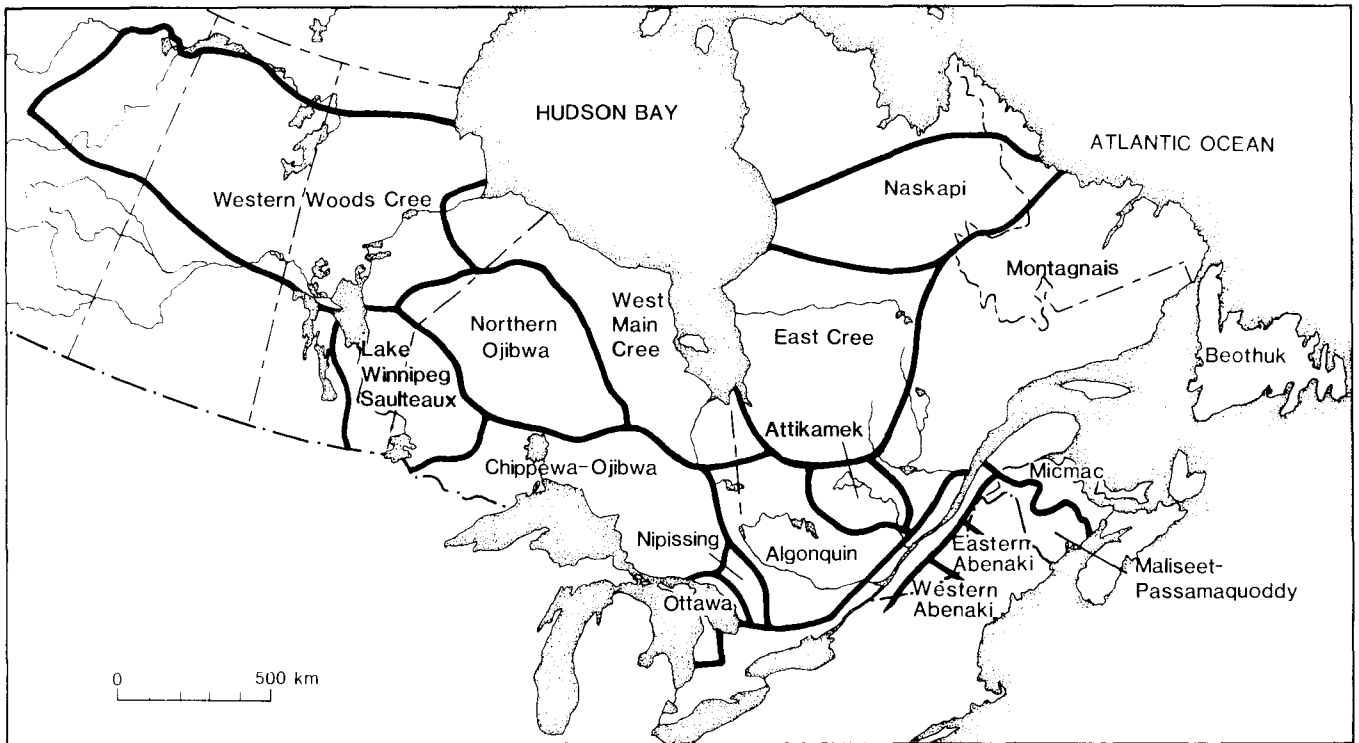 HUDSON BAY
ATLANTIC OCEAN
Naskapi
Western Woods Cree
Montagnais
West
Main
Cree
Northern
Ojibwa
East Cree
Lake
Winnipeg
Saulteaux
Beothuk
Attikamek
Chippewa-Ojibwa
Micmac
Nipissing
Algonquin
Eastern
Abenaki
Maliseet-
Passamaquoddy
Western
Abenaki
Ottawa
0 500 km